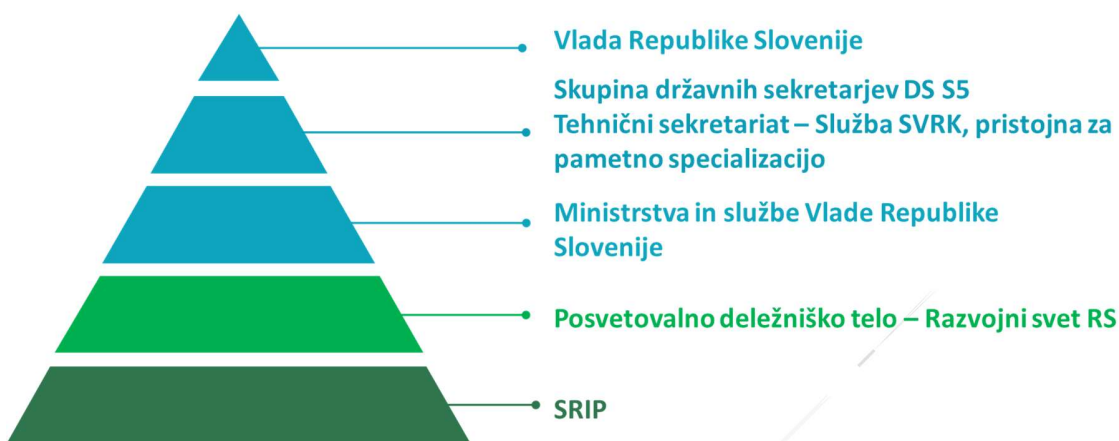 Vlada Republike Slovenije
Skupina državnih sekretarjev DS S5
Tehnični sekretariat – Služba SVRK, pristojna za
pametno specializacijo
Ministrstva in službe Vlade Republike
Slovenije
Posvetovalno deležniško telo – Razvojni svet RS
SRIP